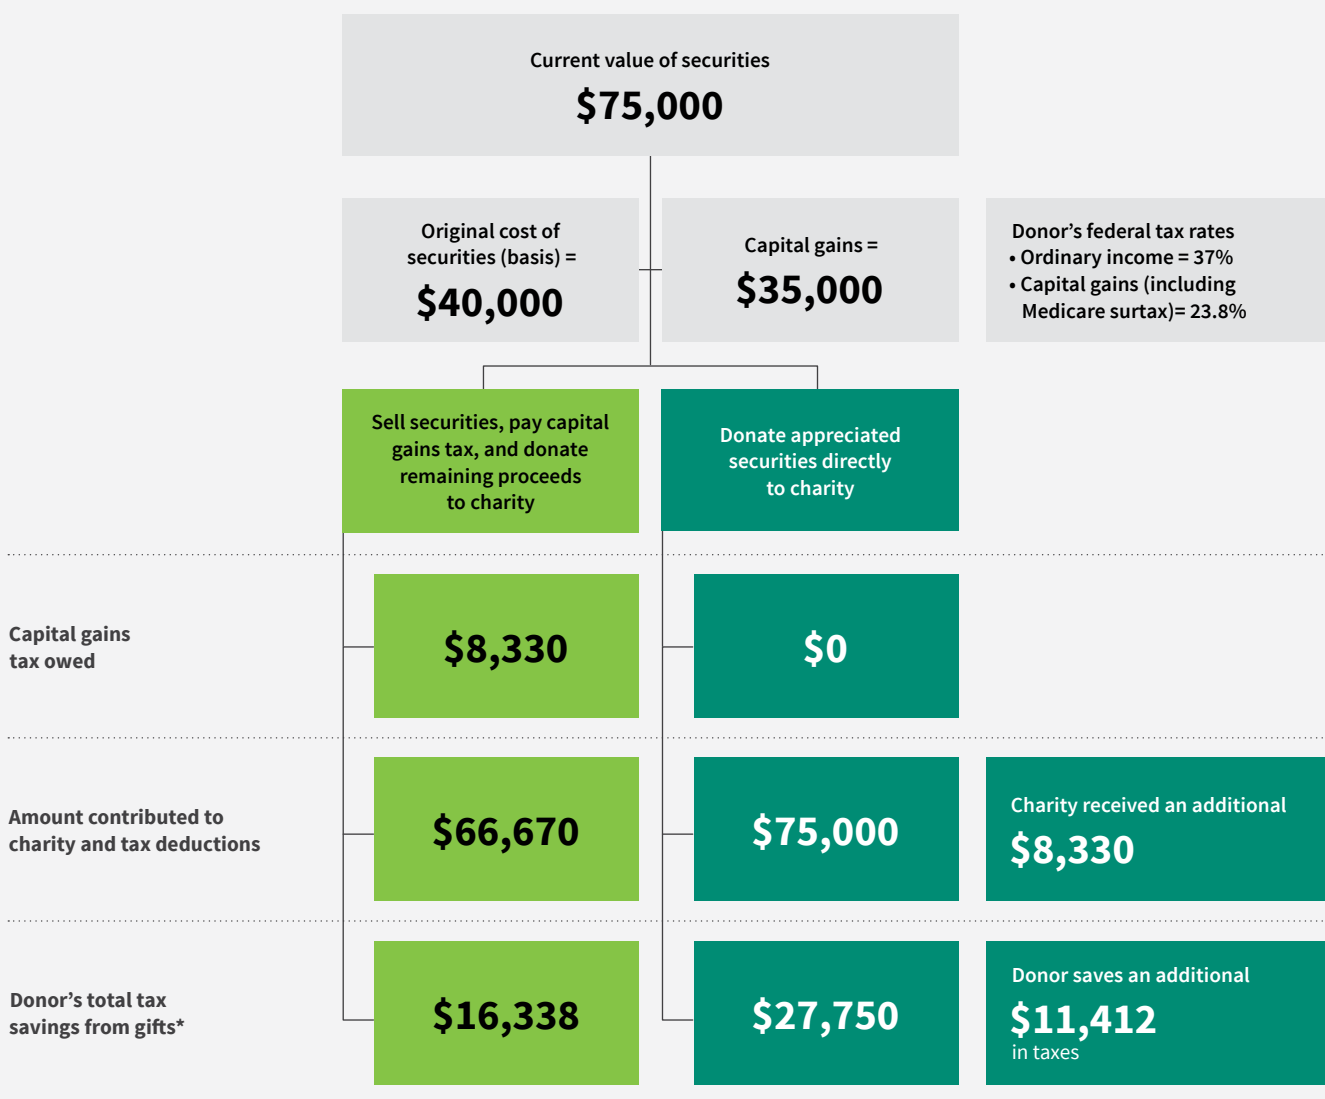 Current value of securities
$75,000
Original cost of
securities (basis) =
$40,000
Capital gains =
$35,000
Donor's federal tax rates
• Ordinary income = 37%
• Capital gains (including
Medicare surtax)= 23.8%
Sell securities, pay capital
gains tax, and donate
remaining proceeds
to charity
Donate appreciated
securities directly
to charity
Capital gains
tax owed
$8,330
$0
Amount contributed to
charity and tax deductions
$66,670
$75,000
Charity received an additional
$8,330
Donor's total tax
savings from gifts*
$16,338
$27,750
Donor saves an additional
$11,412
in taxes